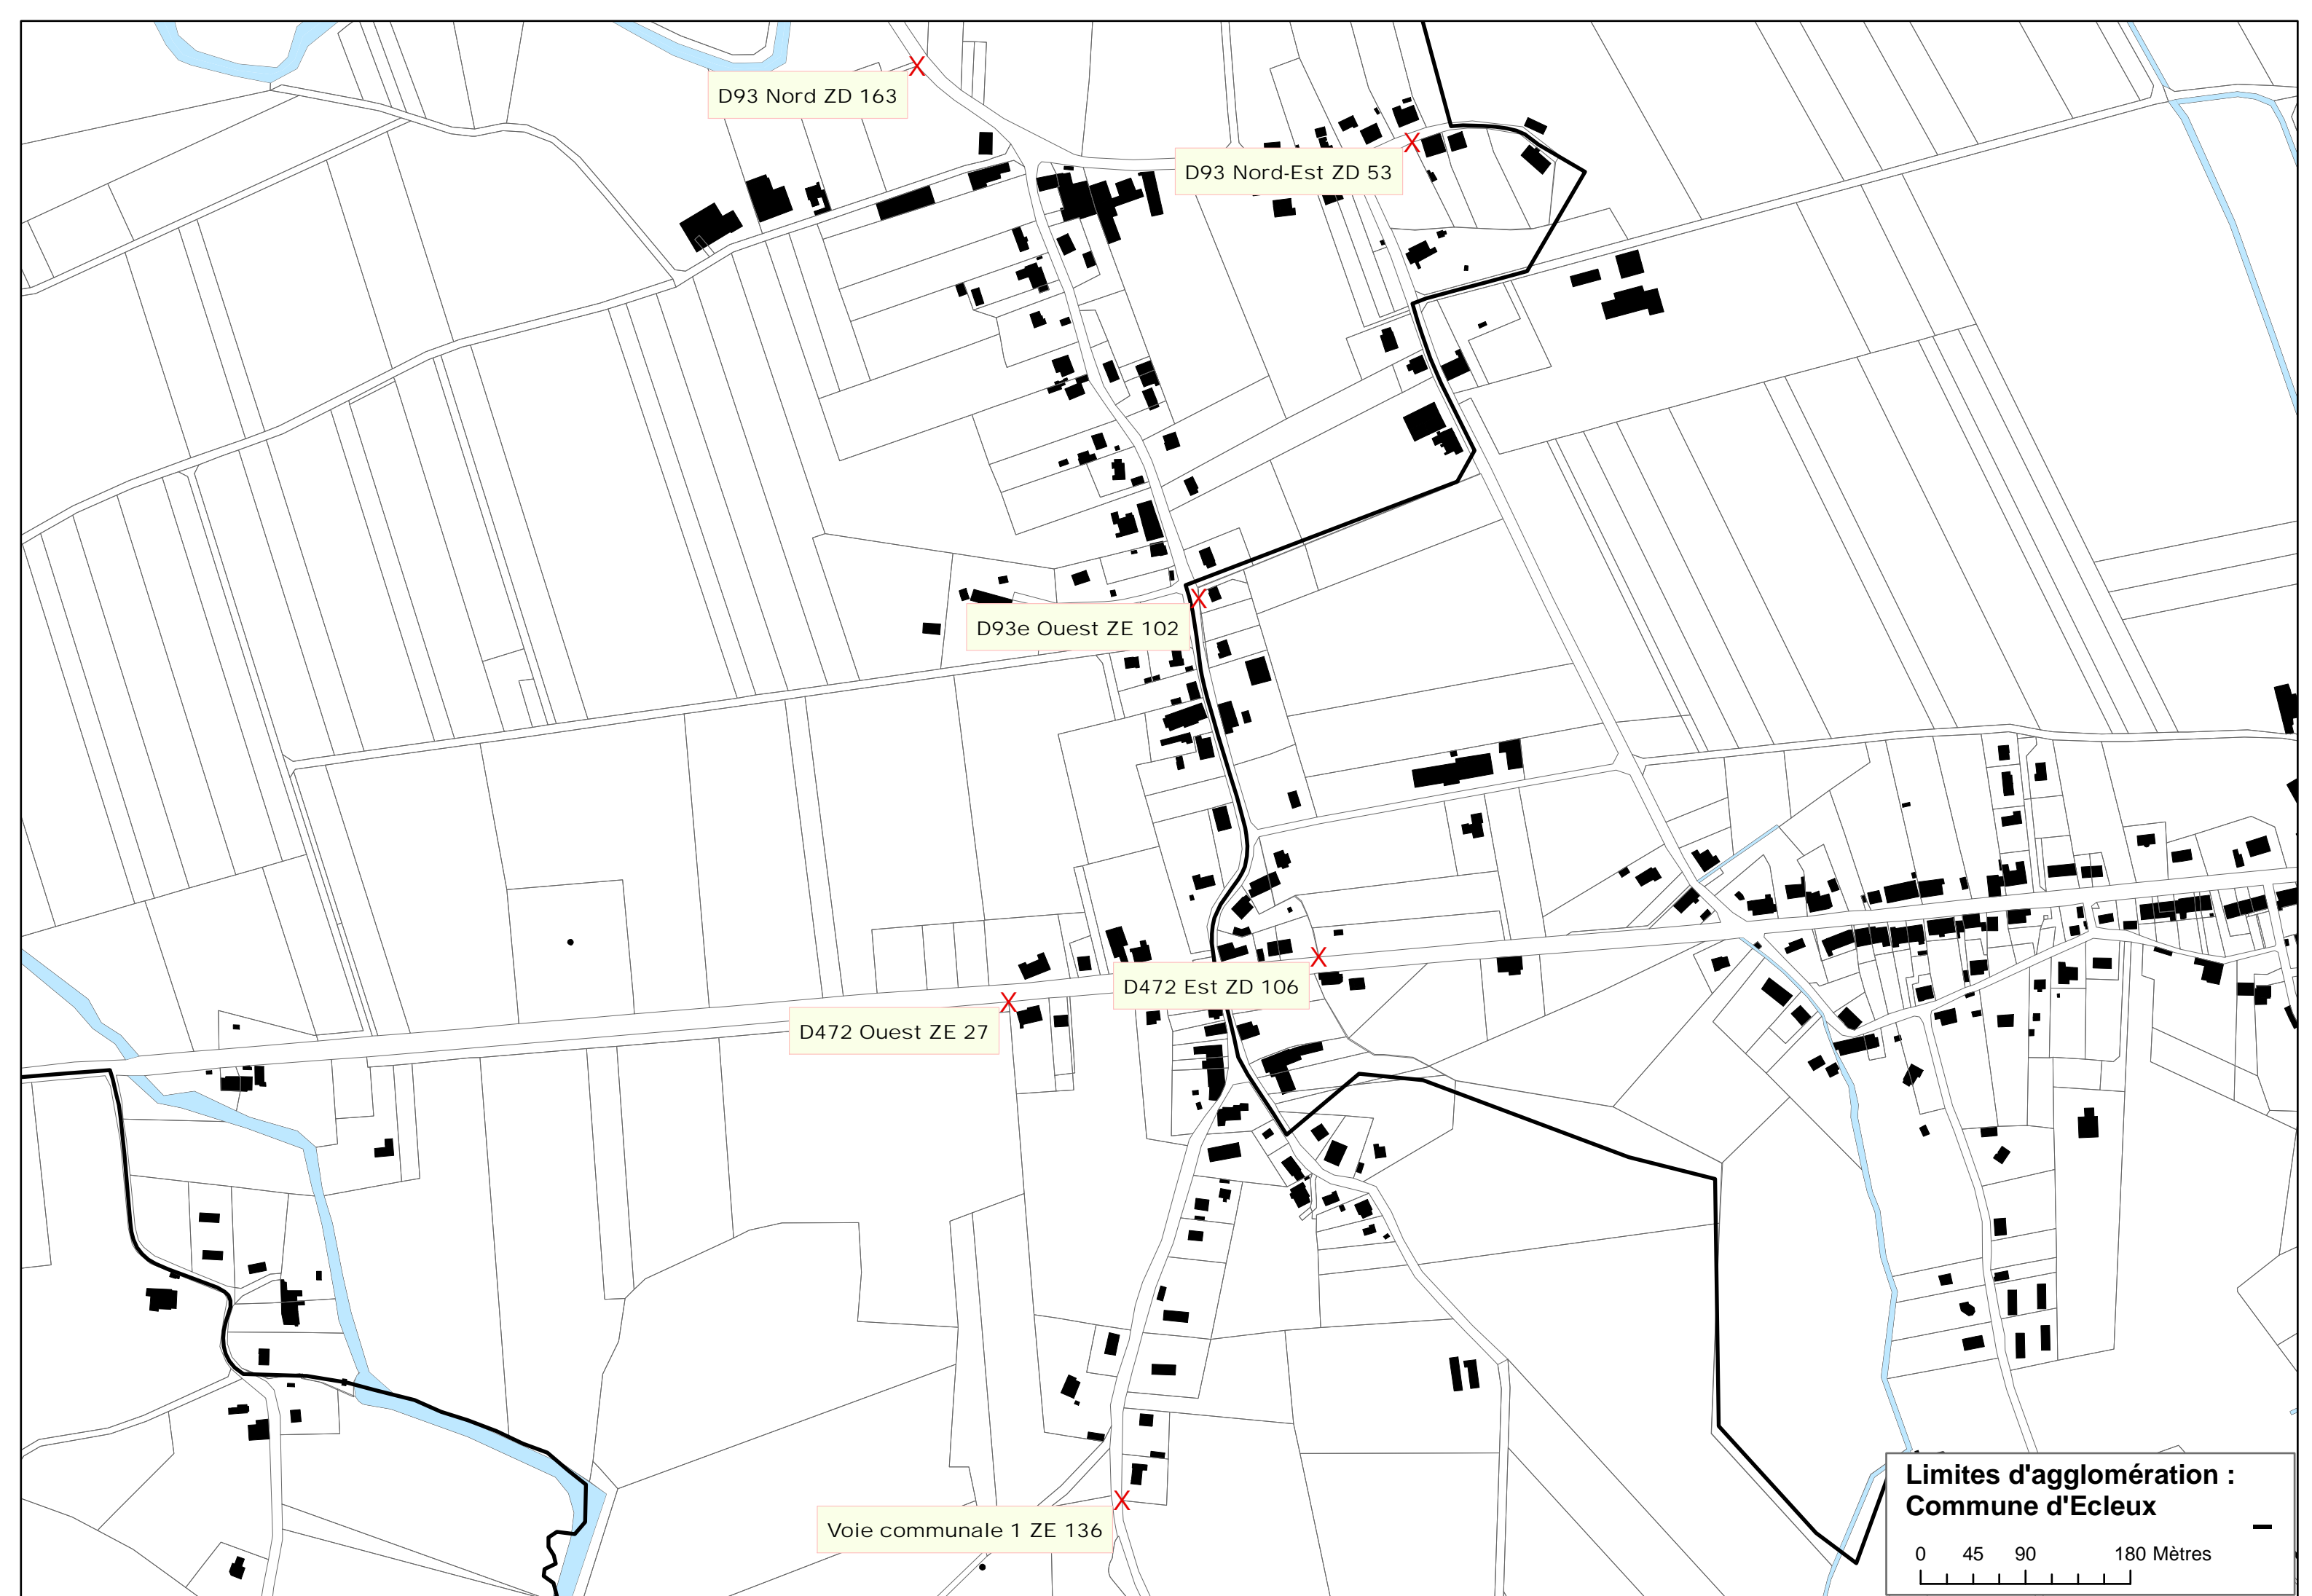 D93 Nord ZD 163
D93 Nord-Est ZD 53
D93e Ouest ZE 102
D472 Est ZD 106
D472 Ouest ZE 27
Voie communale 1 ZE 136
Limites d'agglomération :
Commune d'Ecleux
0 45 90 180 Mètres